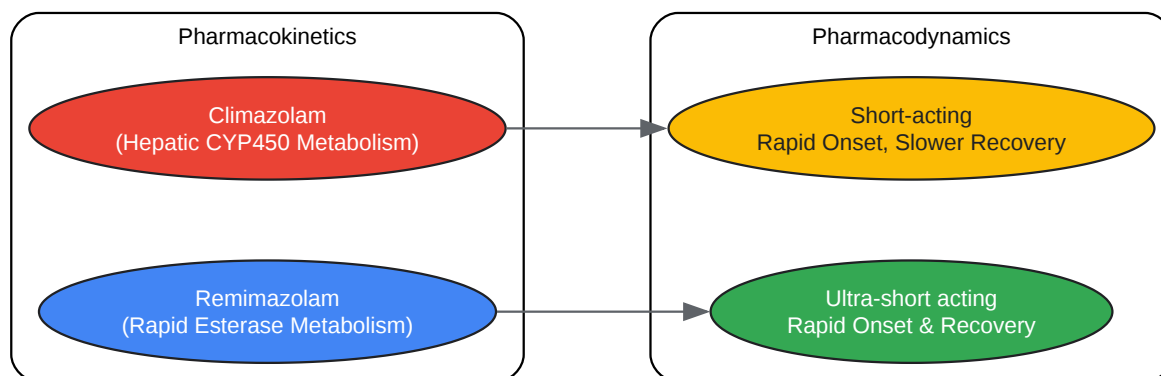 Pharmacokinetics
Climazolam
(Hepatic CYP450 Metabolism)
Remimazolam
(Rapid Esterase Metabolism)
Pharmacodynamics
Short-acting
Rapid Onset, Slower Recovery
Ultra-short acting
Rapid Onset & Recovery